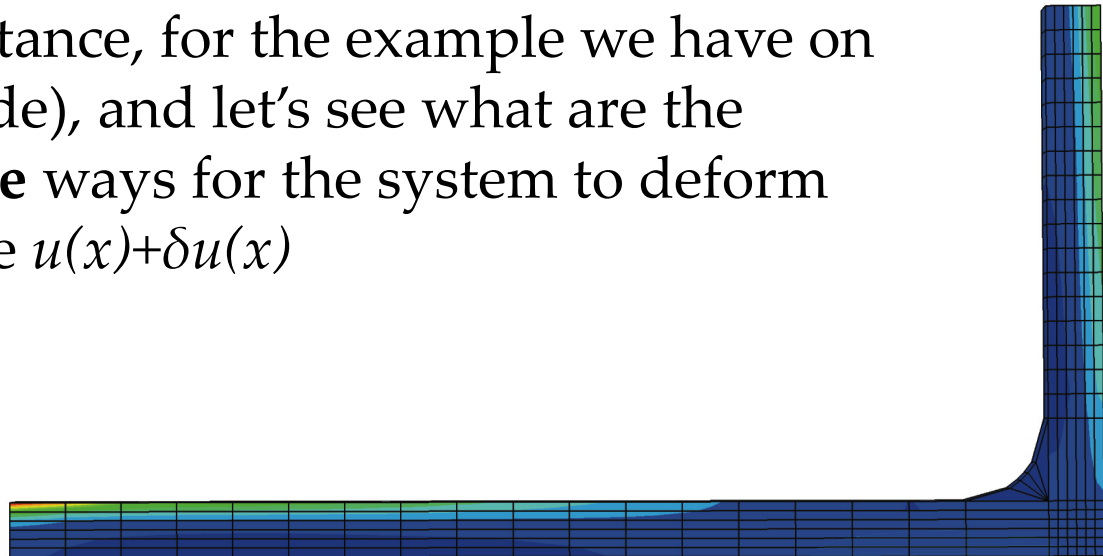 tance, for the example we have on
de), and let’s see what are the
e ways for the system to deform
e u(x)+δu(x)